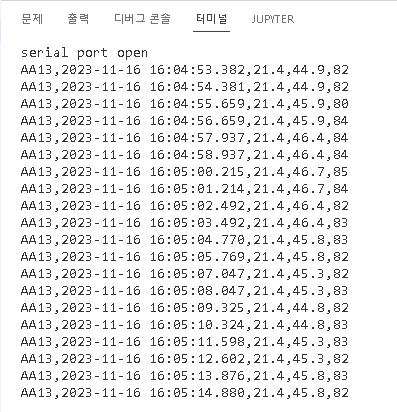 문제 출력 디버그 콘솔 터미널 JUPYTER
serial port open
AA13,2023-11-16 16:04:53.382,21.4,44.9,82
AA13,2023-11-16 16:04:54.381,21.4,44.9,82
AA13,2023-11-16 16:04:55.659,21.4,45.9,80
AA13,2023-11-16 16:04:56.659,21.4,45.9,84
AA13,2023-11-16 16:04:57.937,21.4,46.4,84
AA13,2023-11-16 16:04:58.937,21.4,46.4,84
AA13,2023-11-16 16:05:00.215,21.4,46.7,85
AA13,2023-11-16 16:05:01.214,21.4,46.7,84
AA13,2023-11-16 16:05:02.492,21.4,46.4,82
AA13,2023-11-16 16:05:03.492,21.4,46.4,83
AA13,2023-11-16 16:05:04.770,21.4,45.8,83
AA13,2023-11-16 16:05:05.769,21.4,45.8,82
AA13,2023-11-16 16:05:07.047,21.4,45.3,82
AA13,2023-11-16 16:05:08.047,21.4,45.3,83
AA13,2023-11-16 16:05:09.325,21.4,44.8,82
AA13,2023-11-16 16:05:10.324,21.4,44.8,83
AA13,2023-11-16 16:05:11.598,21.4,45.3,83
AA13,2023-11-16 16:05:12.602,21.4,45.3,82
AA13,2023-11-16 16:05:13.876,21.4,45.8,83
AA13,2023-11-16 16:05:14.880,21.4,45.8,82